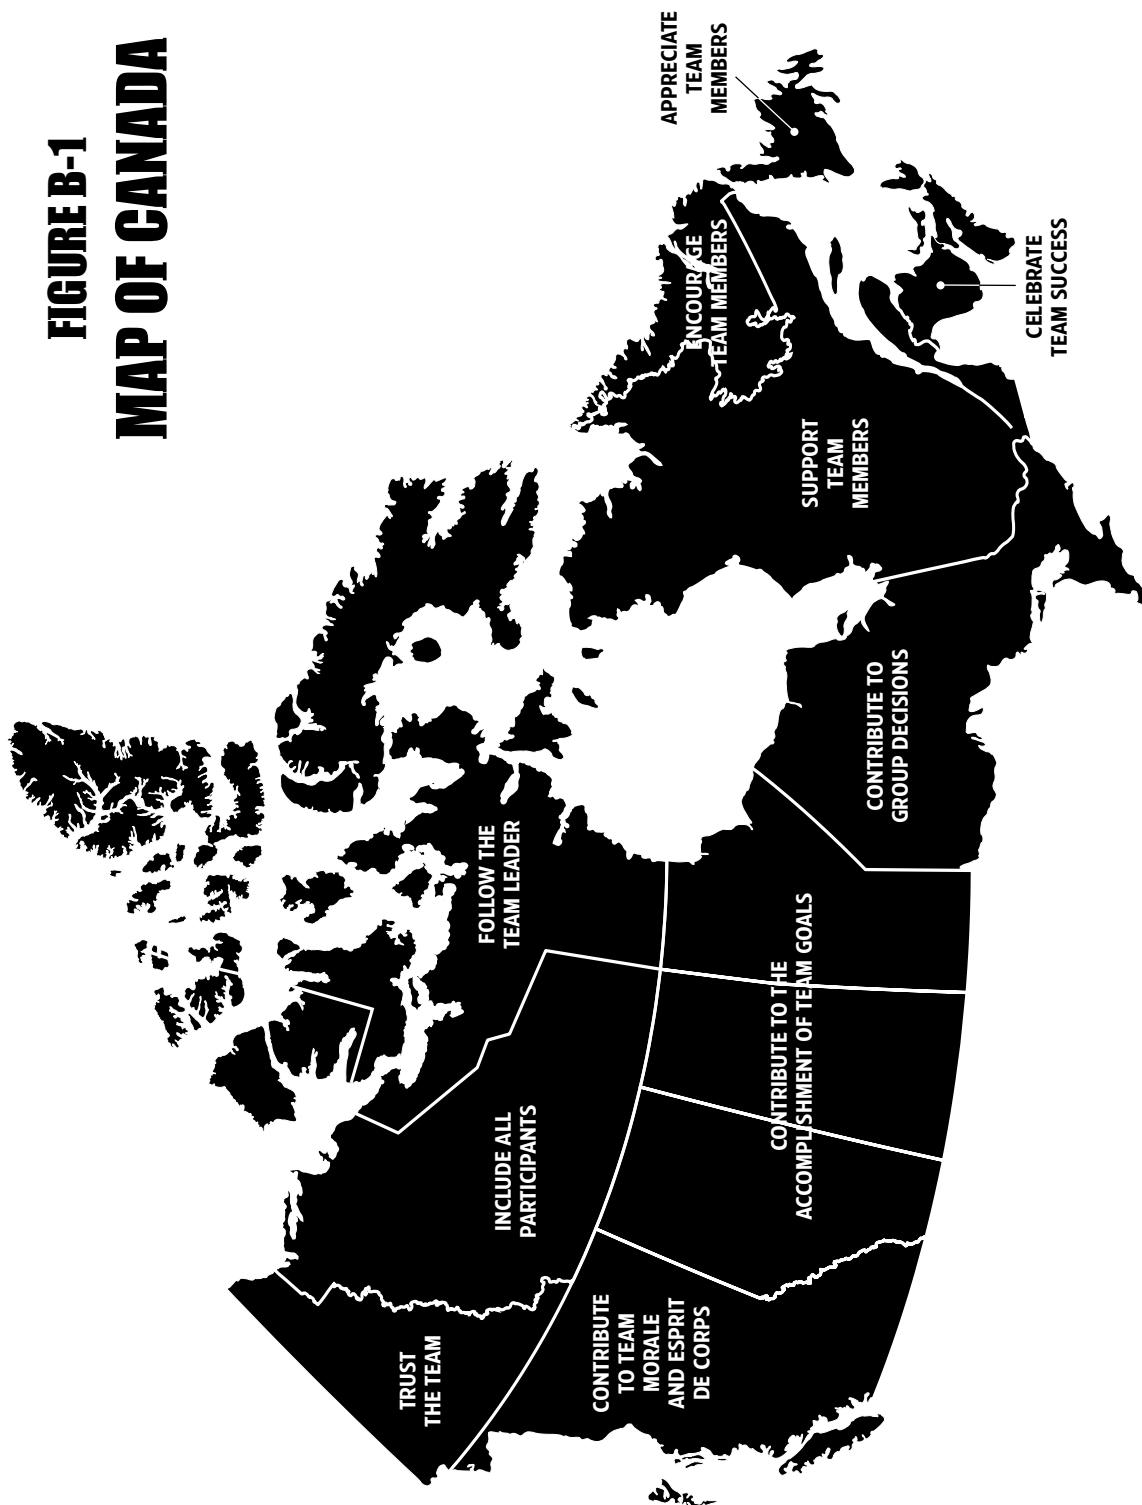 FIGURE B-1
MAP OF CANADA
TRUST
THE TEAM
INCLUDE ALL
PARTICIPANTS
FOLLOW THE
TEAM LEADER
CONTRIBUTE
TO TEAM
MORALE
AND ESPRIT
DE CORPS
CONTRIBUTE TO THE
ACCOMPLISHMENT OF TEAM GOALS
CONTRIBUTE TO
GROUP DECISIONS
SUPPORT
TEAM
MEMBERS
ENCOURAGE
TEAM MEMBERS
APPRECIATE
TEAM
MEMBERS
CELEBRATE
TEAM SUCCESS